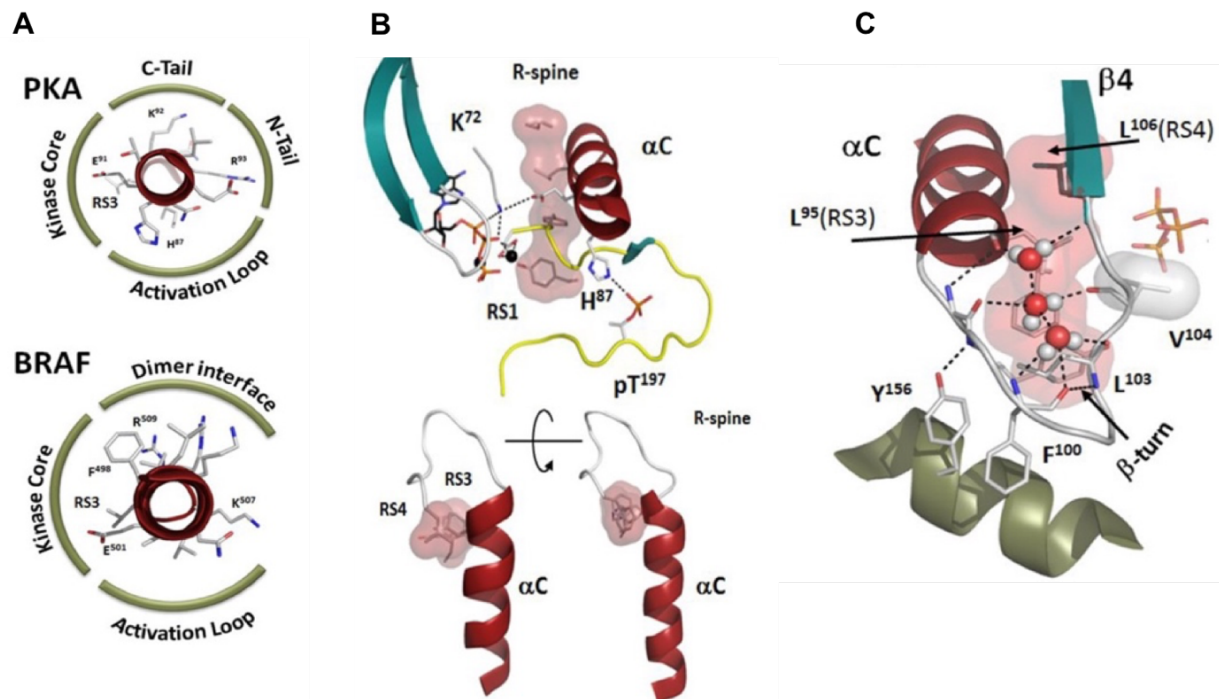 A
PKA
C-Tail
N-Tail
Kinase Core
Activation Loop
K92
E91
R93
RS3
H87
BRAF
Dimer interface
Kinase Core
Activation Loop
R509
F498
RS3
K507
E501
B
R-spine
K72
αC
RS1
H87
pT197
R-spine
RS4
RS3
αC
αC
C
β4
αC
L106(RS4)
L95(RS3)
V104
Y156
L103
F100
β-turn